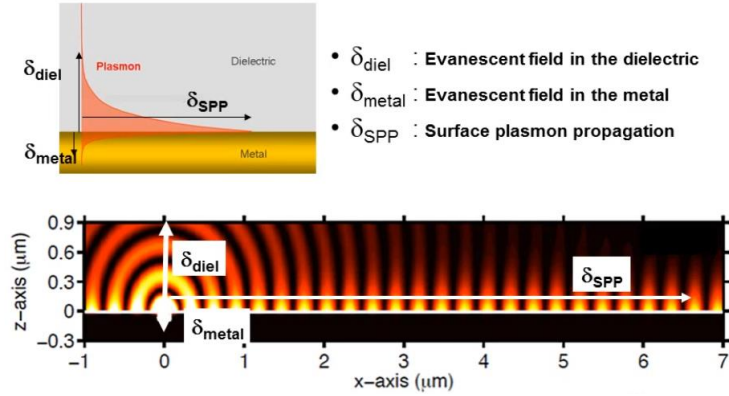 δdiel
Plasmon
Dielectric
δSPP
δmetal
Metal
• δdiel : Evanescent field in the dielectric
• δmetal : Evanescent field in the metal
• δSPP : Surface plasmon propagation
z-axis (μm)
0.9
0.6
0.3
0
−0.3
δdiel
δSPP
δmetal
−1 0 1 2 3 4 5 6 7
x-axis (μm)